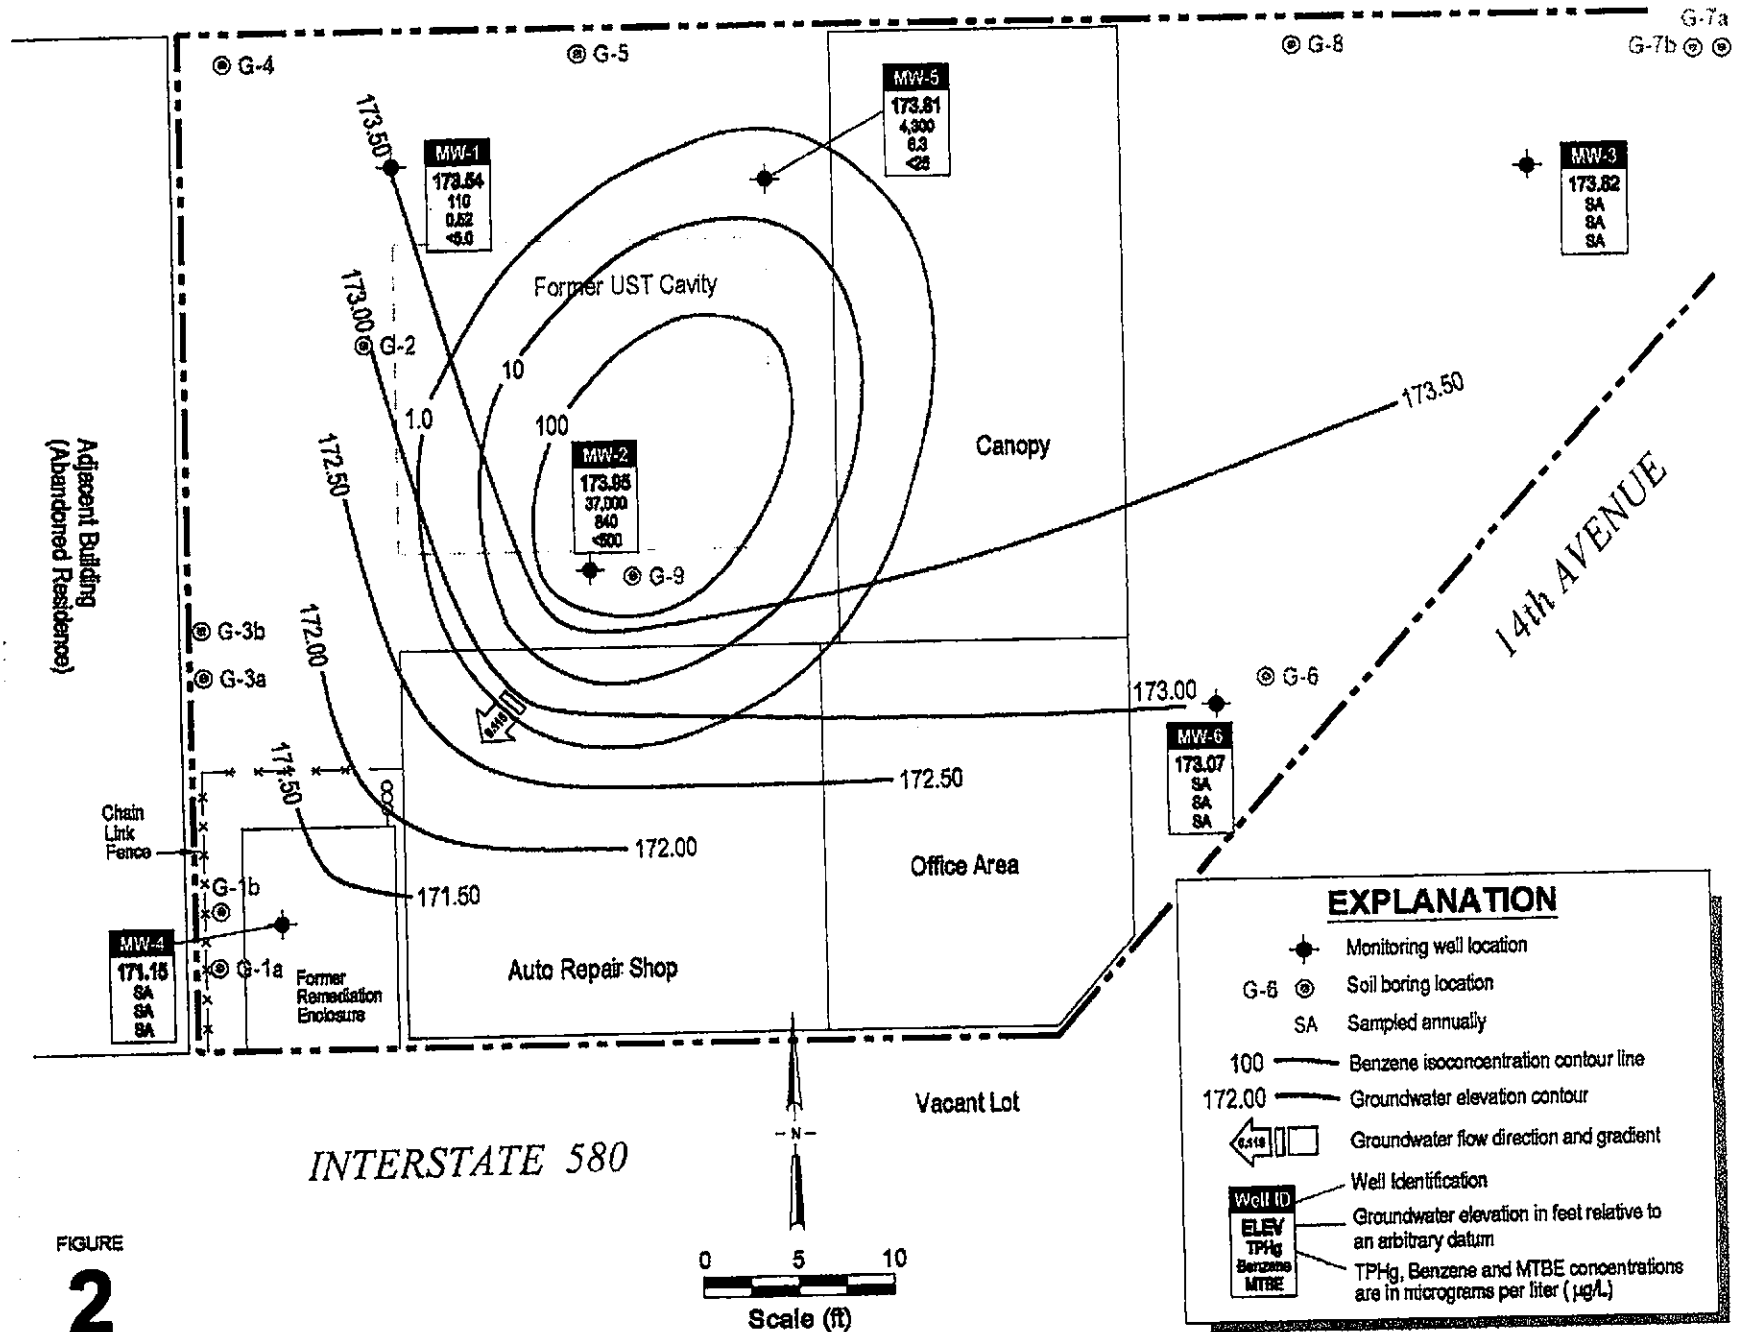 G-4
G-5
G-8
G-7a
G-7b
173.50
MW-1
173.54
110
0.52
<5.0
MW-5
173.81
4,300
6.3
<25
MW-3
173.82
SA
SA
SA
173.00
G-2
Former UST Cavity
10
1.0
100
172.50
Canopy
173.50
MW-2
173.85
37,000
840
<500
G-9
Adjacent Building
(Abandoned Residence)
14th AVENUE
G-3b
G-3a
172.00
173.00
G-6
MW-6
173.07
SA
SA
SA
172.50
171.50
Chain
Link
Fence
172.00
171.50
Office Area
G-1b
MW-4
171.15
SA
SA
SA
G-1a
Former
Remediation
Enclosure
Auto Repair Shop
Vacant Lot
N
INTERSTATE 580
0 5 10
Scale (ft)
FIGURE
2
EXPLANATION
Monitoring well location
G-6 Soil boring location
SA Sampled annually
100 Benzene isoconcentration contour line
172.00 Groundwater elevation contour
Groundwater flow direction and gradient
Well ID
ELEV
TPHg
Benzene
MTBE
Well Identification
Groundwater elevation in feet relative to
an arbitrary datum
TPHg, Benzene and MTBE concentrations
are in micrograms per liter ( µg/L)